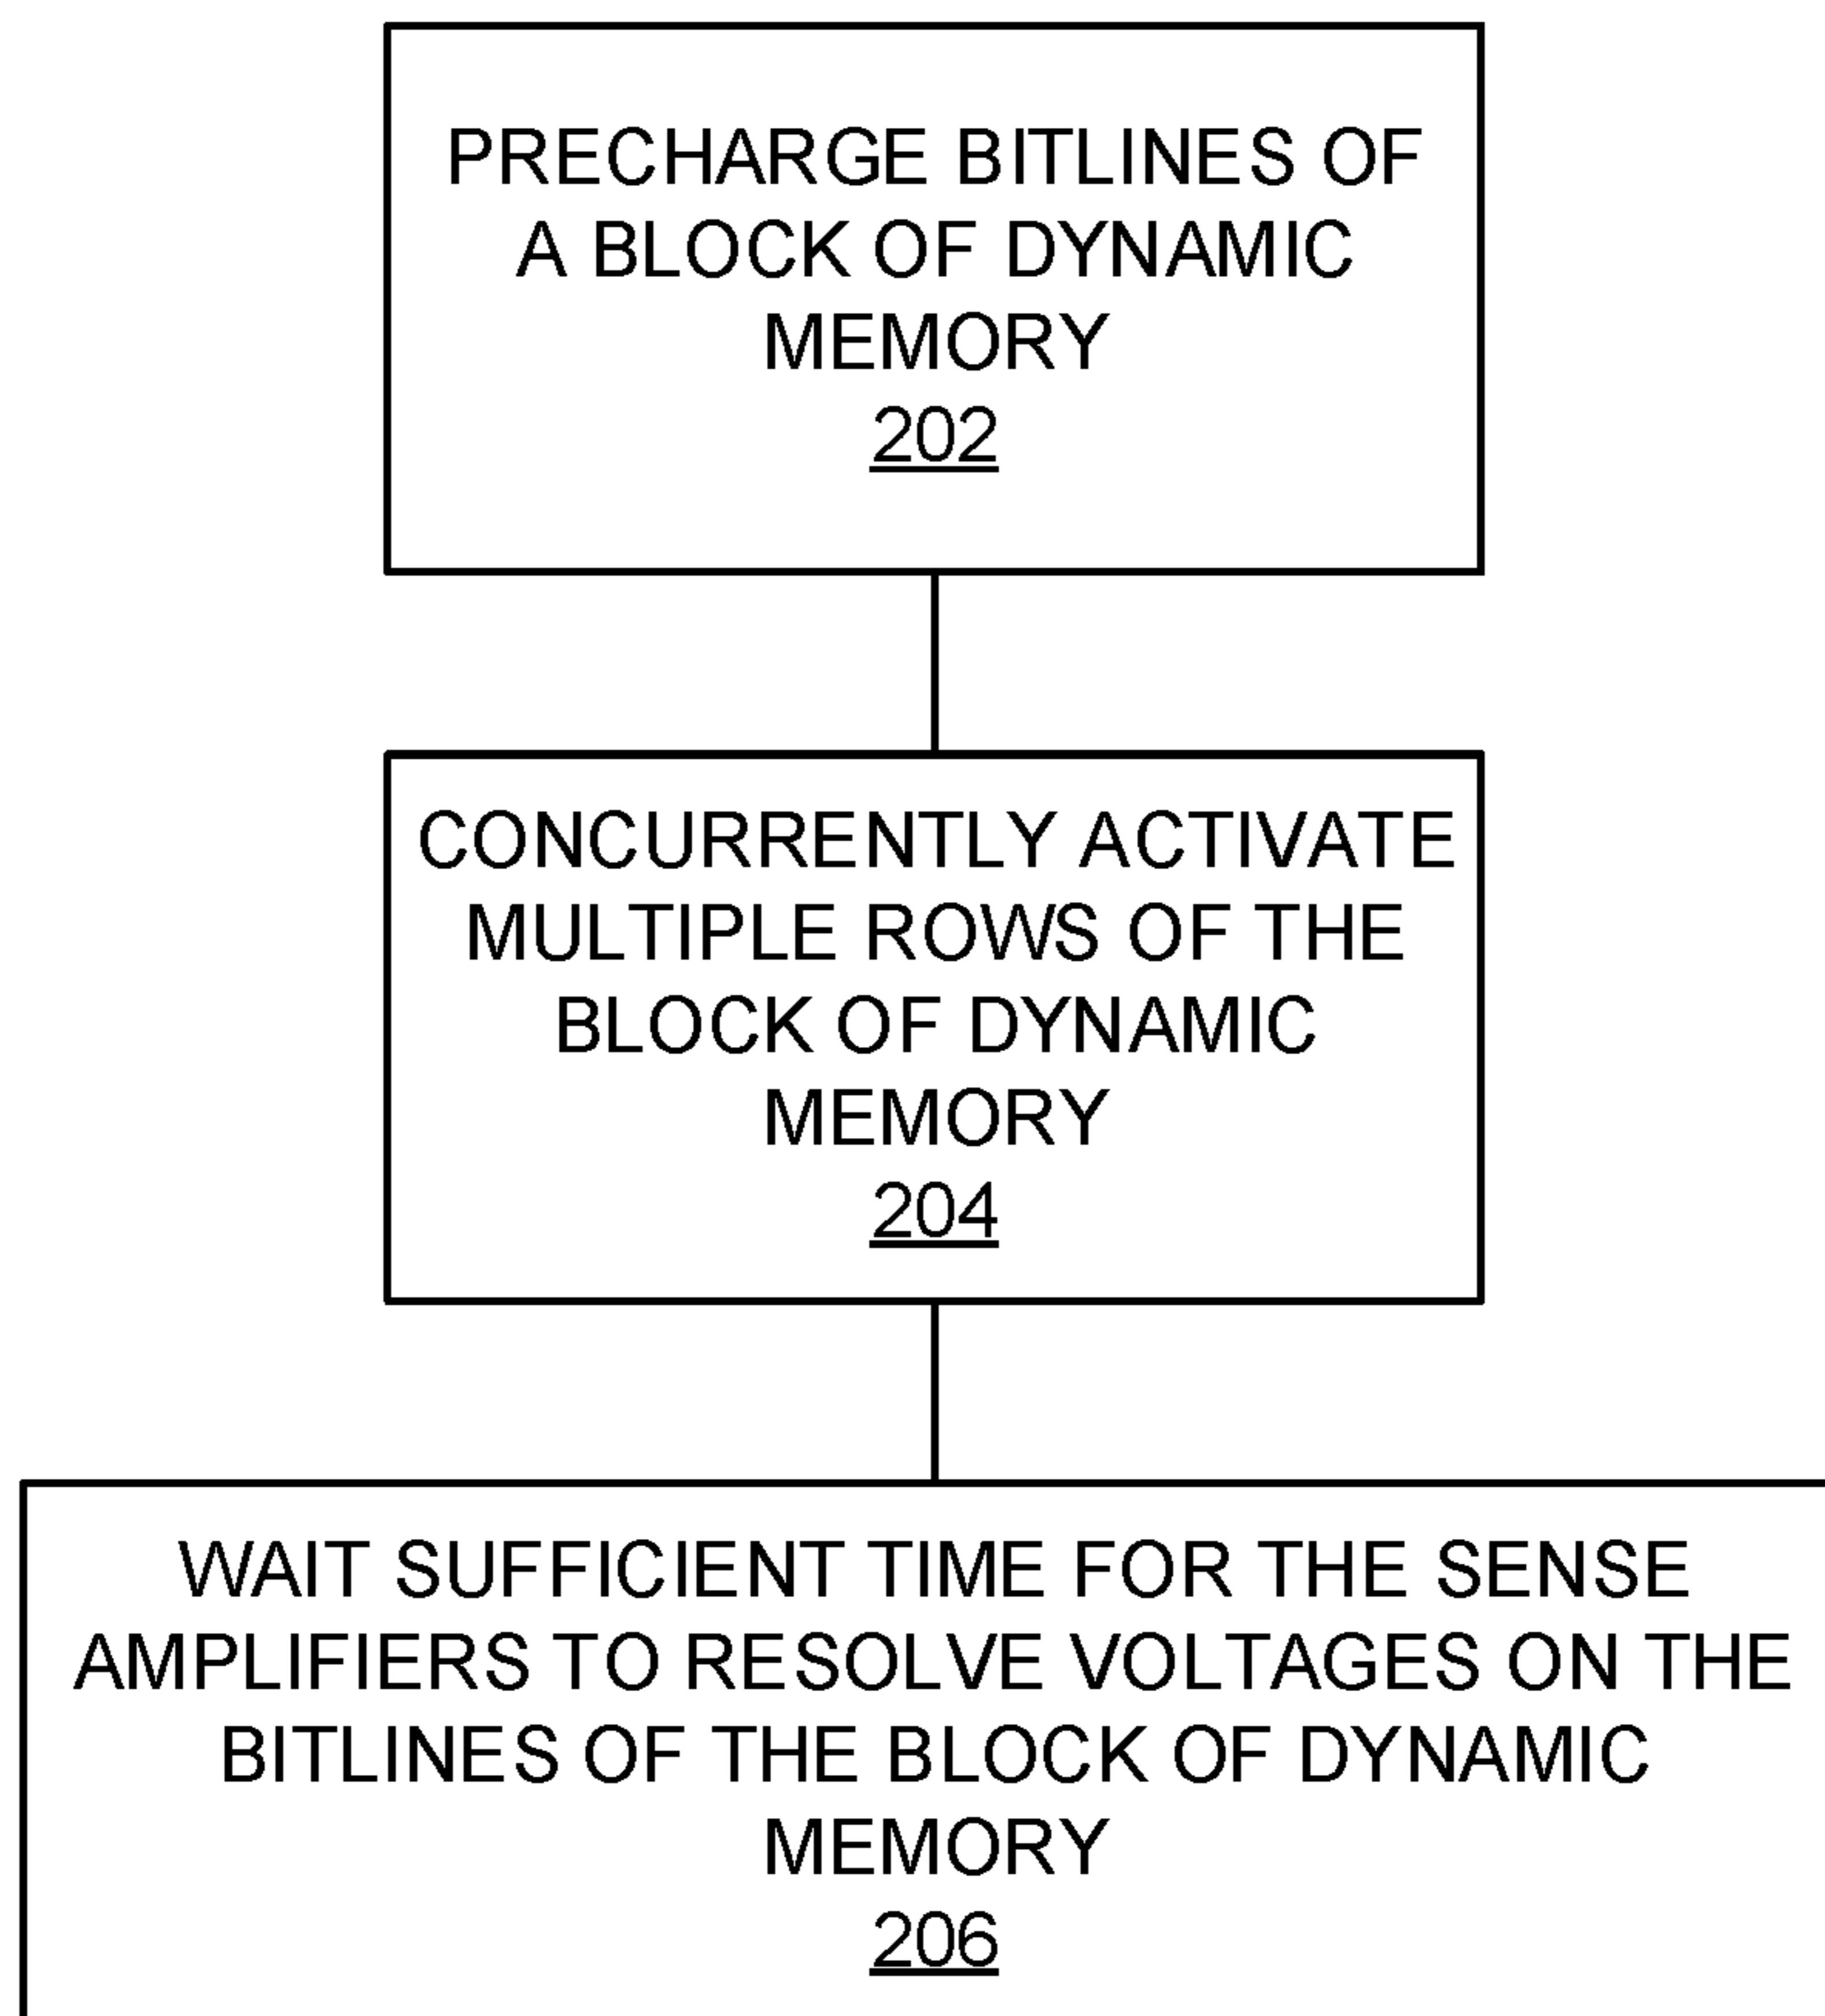 PRECHARGE BITLINES OF
A BLOCK OF DYNAMIC
MEMORY
202
CONCURRENTLY ACTIVATE
MULTIPLE ROWS OF THE
BLOCK OF DYNAMIC
MEMORY
204
WAIT SUFFICIENT TIME FOR THE SENSE
AMPLIFIERS TO RESOLVE VOLTAGES ON THE
BITLINES OF THE BLOCK OF DYNAMIC
MEMORY
206